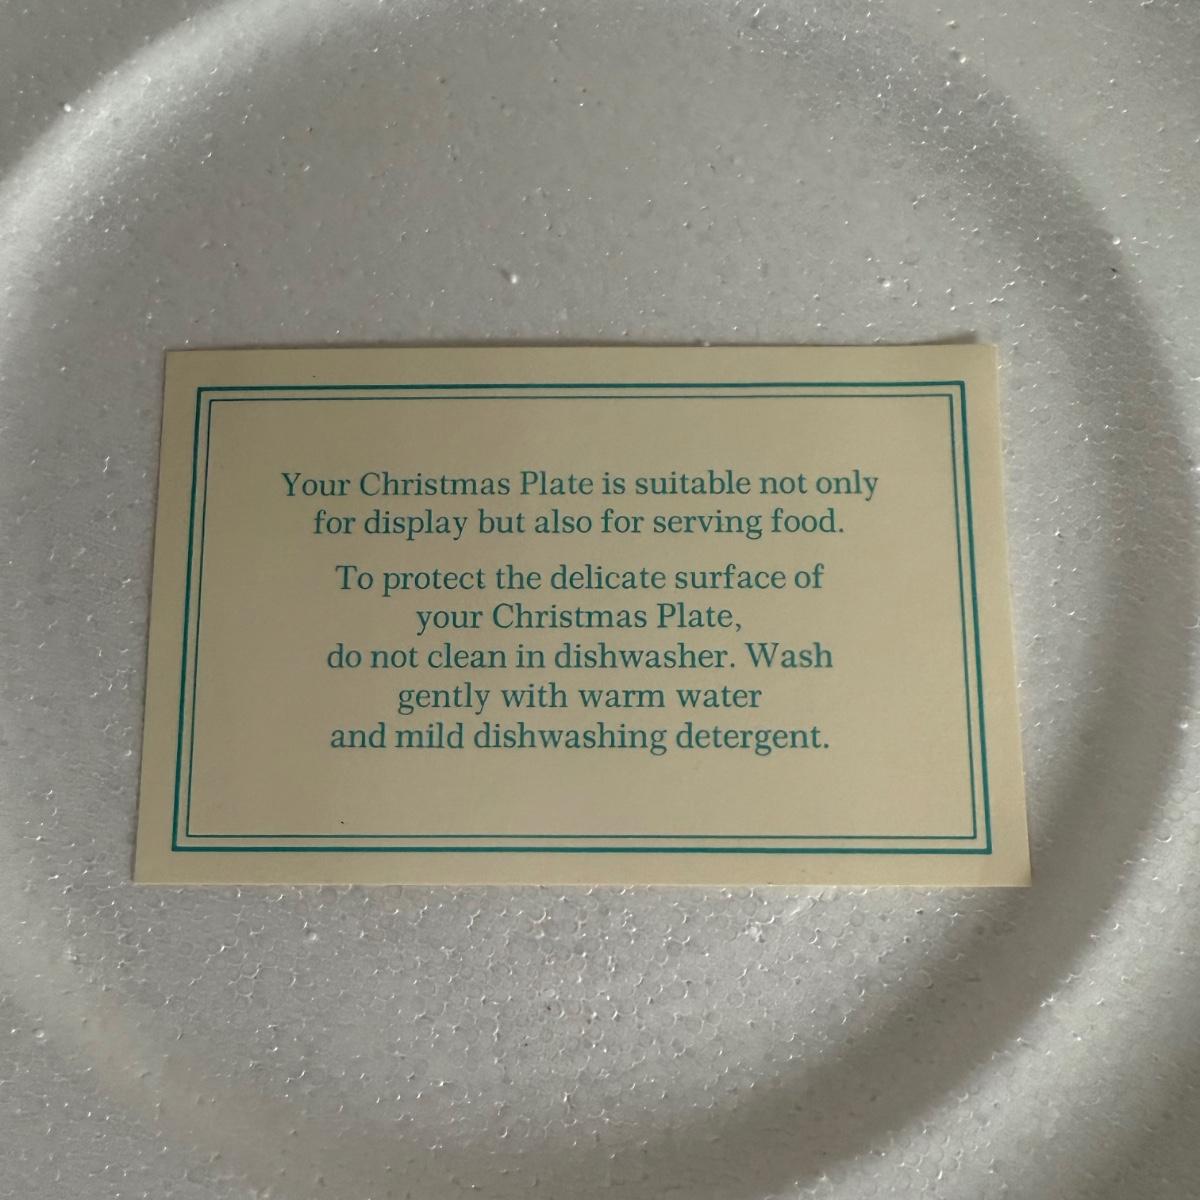 Your Christmas Plate is suitable not only
for display but also for serving food.
To protect the delicate surface of
your Christmas Plate,
do not clean in dishwasher. Wash
gently with warm water
and mild dishwashing detergent.